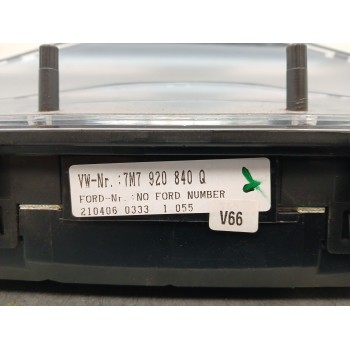 VW-Nr.:7M7 920 840 Q
FORD-Nr.:NO FORD NUMBER
210406 0333 1 055
V66